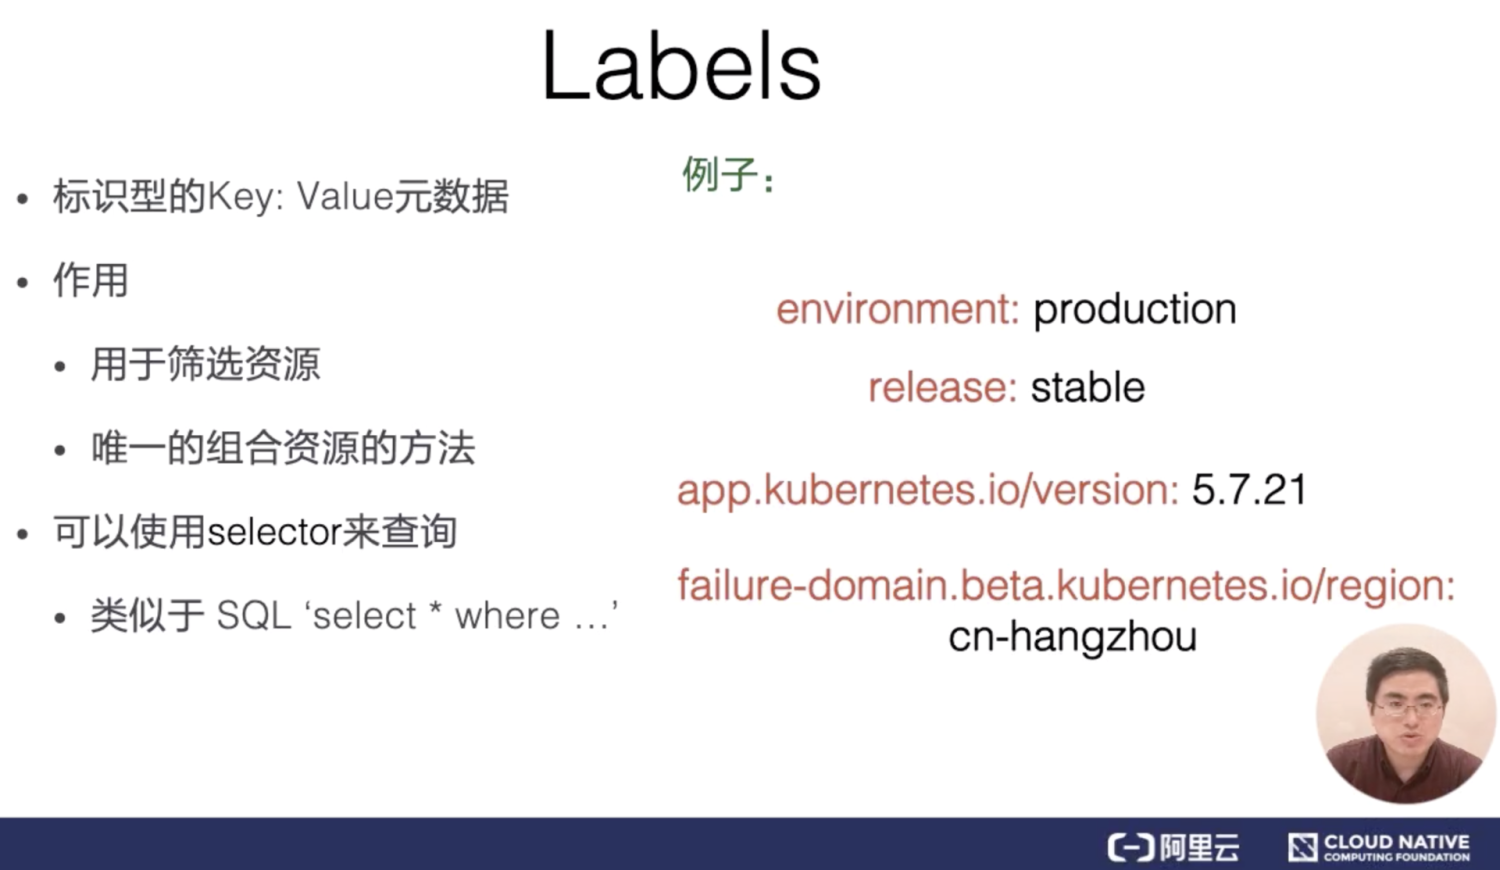 Labels
标识型的Key: Value元数据
作用
用于筛选资源
唯一的组合资源的方法
可以使用selector来查询
类似于 SQL ‘select * where ...’
例子：
environment: production
release: stable
app.kubernetes.io/version: 5.7.21
failure-domain.beta.kubernetes.io/region:
cn-hangzhou
阿里云
CLOUD NATIVE
COMPUTING FOUNDATION